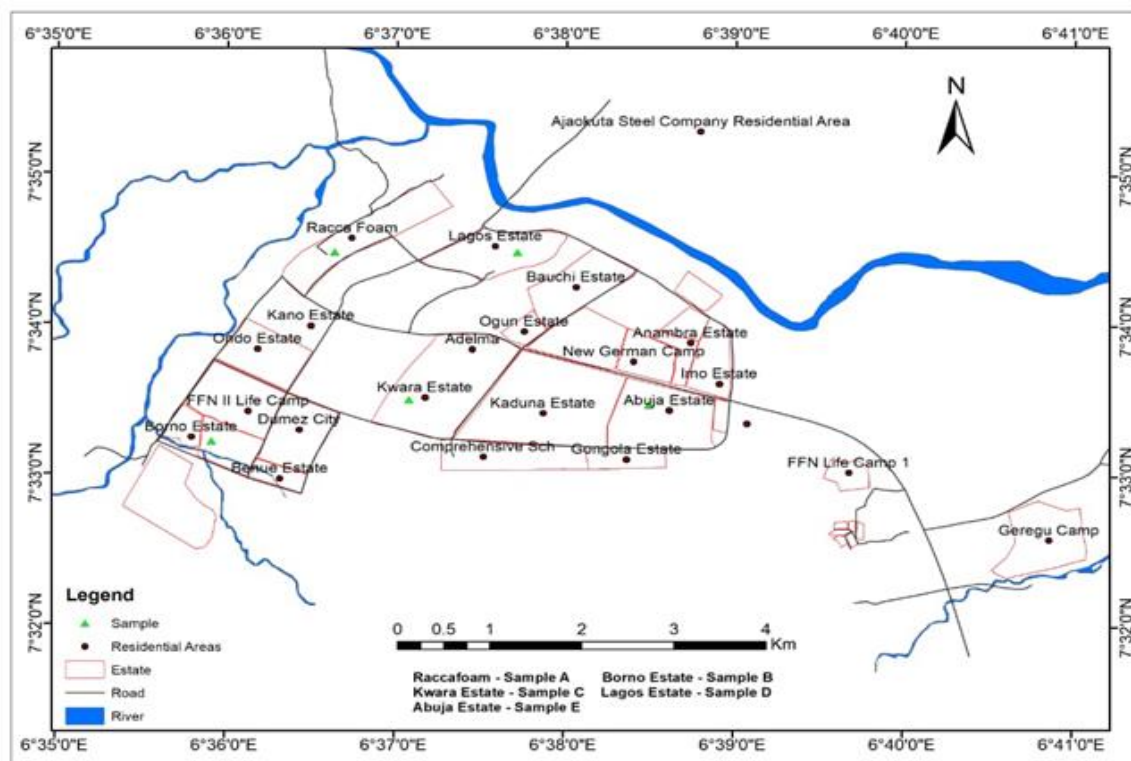 6°35'0"E 6°36'0"E 6°37'0"E 6°38'0"E 6°39'0"E 6°40'0"E 6°41'0"E
N
Ajaokuta Steel Company Residential Area
7°35'0"N 7°35'0"N
Racca Foam
Lagos Estate
Bauchi Estate
Kano Estate
Ogun Estate
7°34'0"N 7°34'0"N
Ondo Estate
Adelma
Anambra Estate
New German Camp
Imo Estate
Kwara Estate
FFN II Life Camp
Kaduna Estate
Abuja Estate
Borno Estate
Dumez City
Comprehensive Sch
Gongola Estate
7°33'0"N 7°33'0"N
Benue Estate
FFN Life Camp 1
Geregu Camp
Legend
Sample
Residential Areas
Estate
Road
River
7°32'0"N 7°32'0"N
0 0.5 1 2 3 4
Km
Raccafoam - Sample A Borno Estate - Sample B
Kwara Estate - Sample C Lagos Estate - Sample D
Abuja Estate - Sample E
6°35'0"E 6°36'0"E 6°37'0"E 6°38'0"E 6°39'0"E 6°40'0"E 6°41'0"E